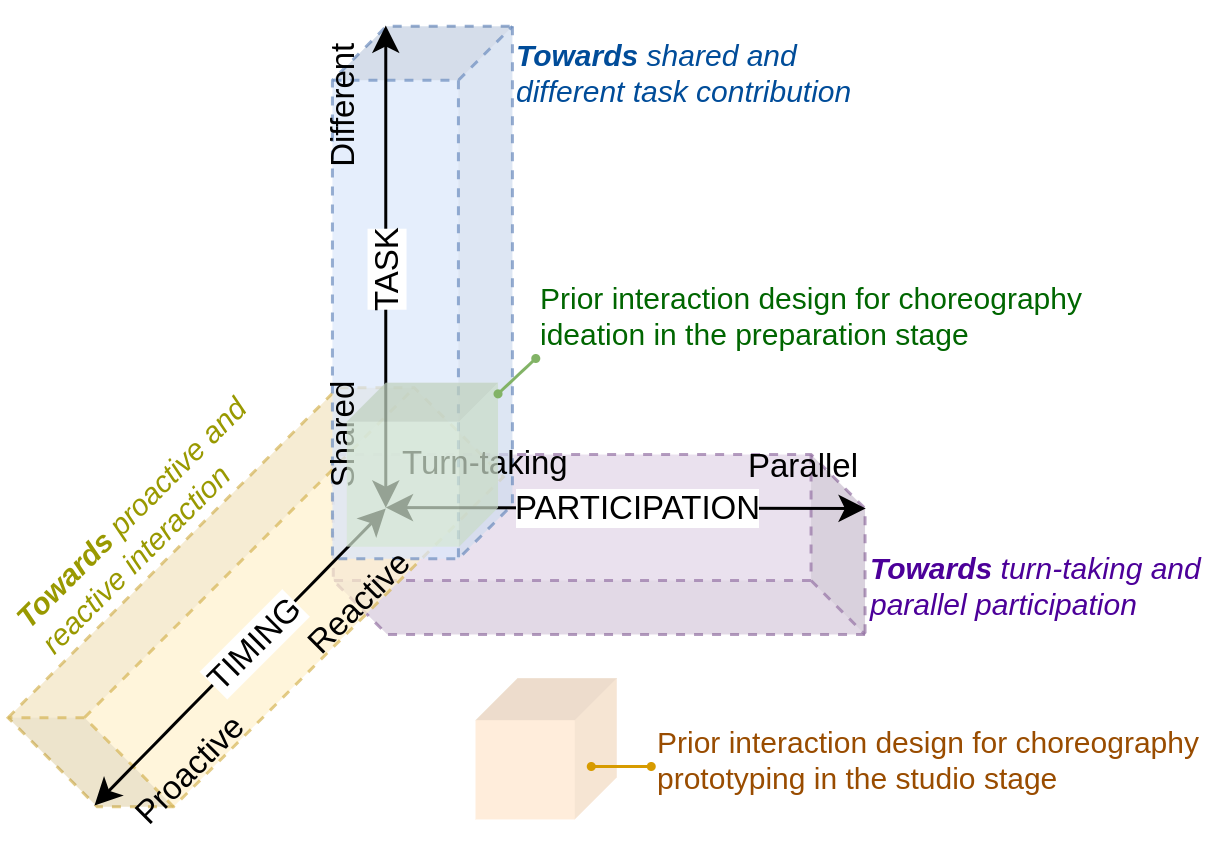 Different
Towards shared and
different task contribution
TASK
Prior interaction design for choreography
ideation in the preparation stage
Shared
Turn-taking
Parallel
PARTICIPATION
Towards proactive and
reactive interaction
Reactive
TIMING
Proactive
Towards turn-taking and
parallel participation
Prior interaction design for choreography
prototyping in the studio stage